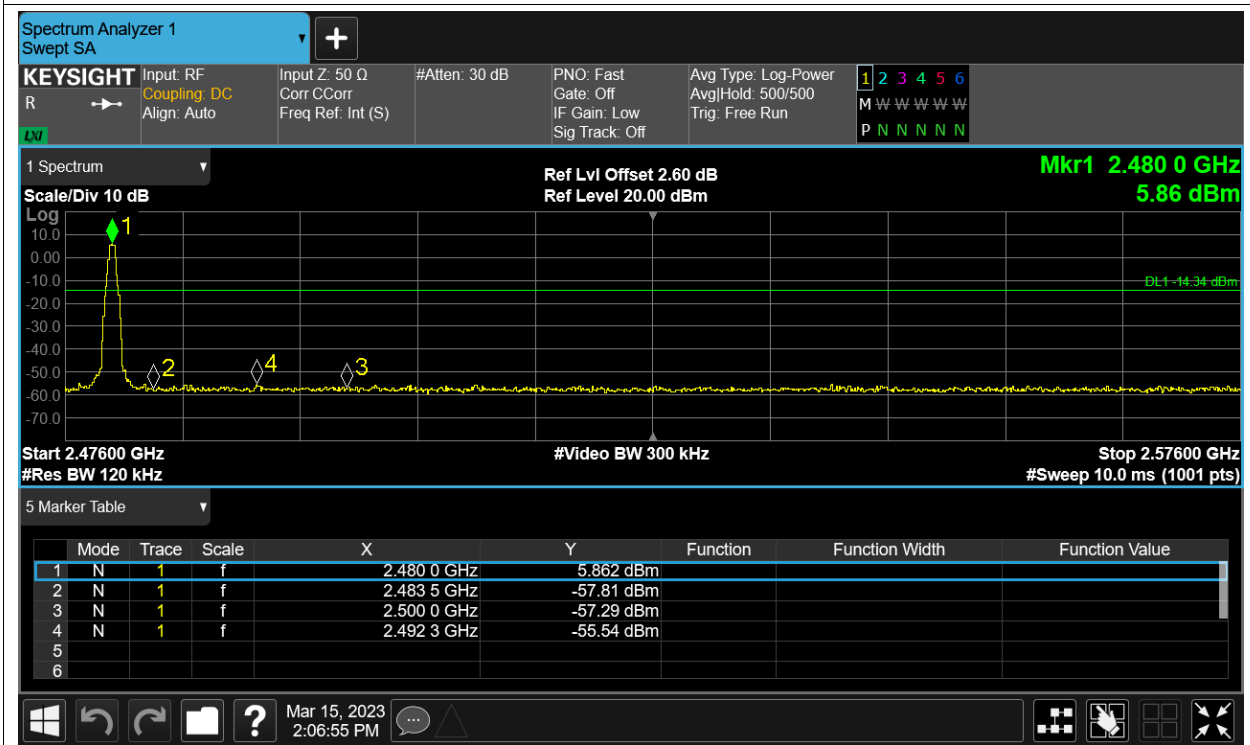 Spectrum Analyzer 1
Swept SA
KEYSIGHT
R
LXI
Input: RF
Coupling: DC
Align: Auto
Input Z: 50 Ω
Corr CCorr
Freq Ref: Int (S)
#Atten: 30 dB
PNO: Fast
Gate: Off
IF Gain: Low
Sig Track: Off
Avg Type: Log-Power
Avg|Hold: 500/500
Trig: Free Run
1 2 3 4 5 6
M W W W W W W
P N N N N N N
1 Spectrum
Scale/Div 10 dB
Ref Lvl Offset 2.60 dB
Ref Level 20.00 dBm
Mkr1 2.480 0 GHz
5.86 dBm
Log
10.0
0.00
-10.0
-20.0
-30.0
-40.0
-50.0
-60.0
-70.0
1
2
4
3
DL1 -14.34 dBm
Start 2.47600 GHz
#Res BW 120 kHz
#Video BW 300 kHz
Stop 2.57600 GHz
#Sweep 10.0 ms (1001 pts)
5 Marker Table
Mode Trace Scale X Y Function Function Width Function Value
1 N 1 f 2.480 0 GHz 5.862 dBm
2 N 1 f 2.483 5 GHz -57.81 dBm
3 N 1 f 2.500 0 GHz -57.29 dBm
4 N 1 f 2.492 3 GHz -55.54 dBm
5
6
?
Mar 15, 2023
2:06:55 PM